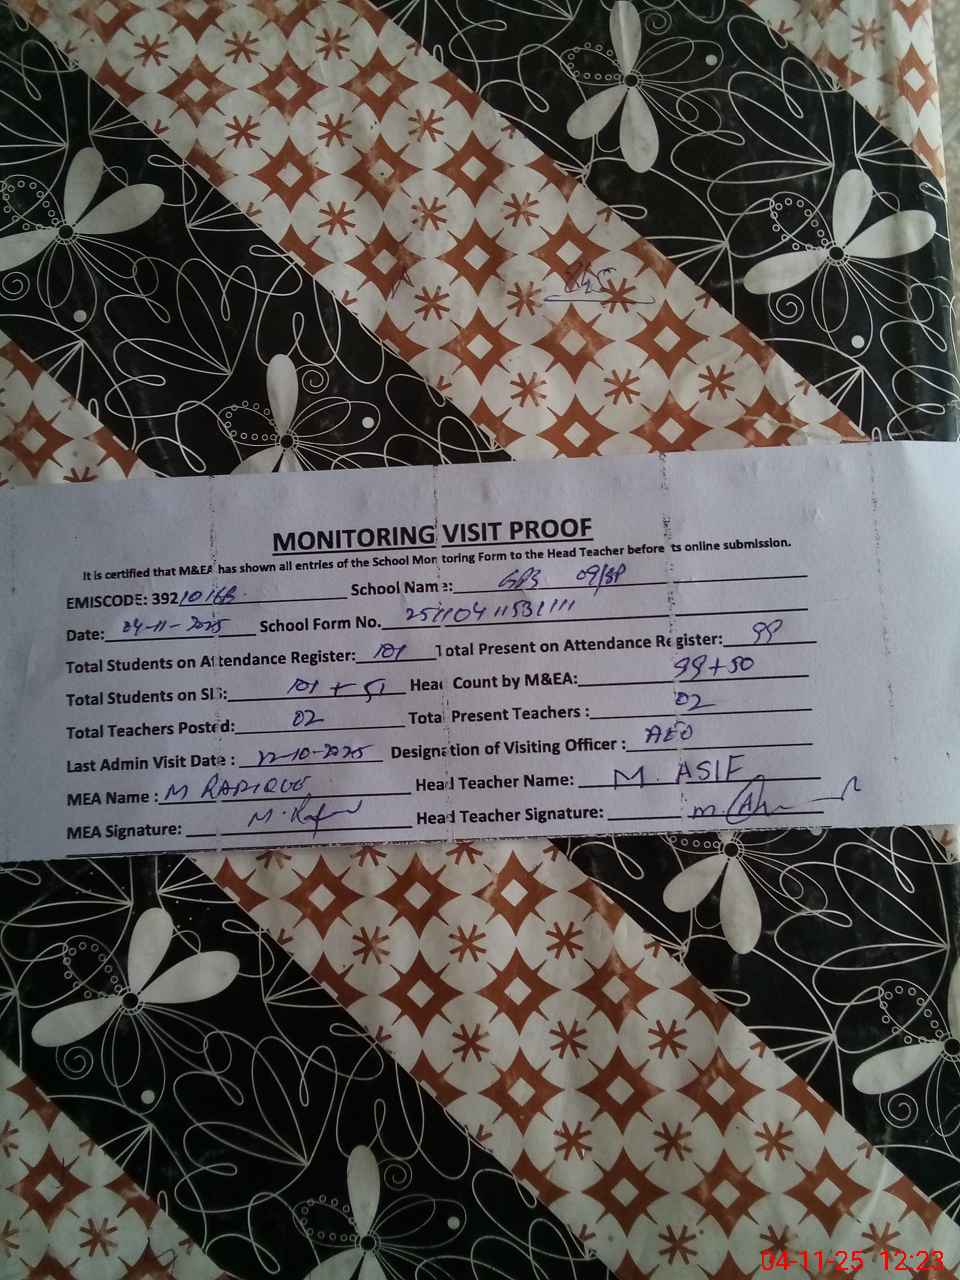 MONITORING VISIT PROOF
It is certified that M&EA has shown all entries of the School Monitoring Form to the Head Teacher before its online submission.
EMISCODE: 392 School Name: GPS 09/BP
Date: 04-11-2025 School Form No. 2511041153
Total Students on Attendance Register: 101 Total Present on Attendance Register: 99
Total Students on SIS: 101 + 51 Head Count by M&EA: 99+50
Total Teachers Posted: 02 Total Present Teachers : 02
Last Admin Visit Date : -10-2025 Designation of Visiting Officer : AEO
MEA Name : M RAFIQUE Head Teacher Name: M. ASIF
MEA Signature: Head Teacher Signature:
04-11-25 12:23